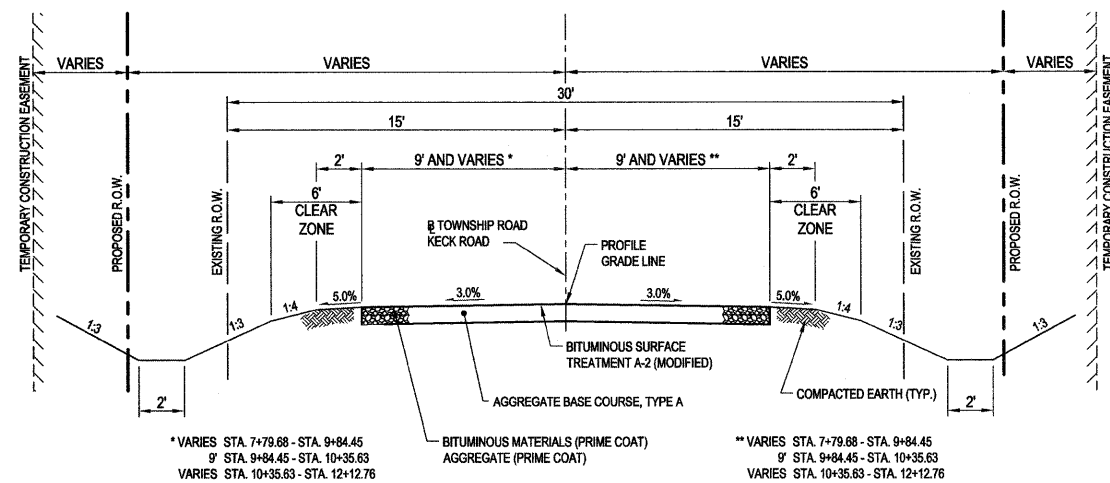 VARIES
VARIES
VARIES
VARIES
30'
15'
15'
2'
9' AND VARIES *
9' AND VARIES **
2'
6'
CLEAR
ZONE
6'
CLEAR
ZONE
TEMPORARY CONSTRUCTION EASEMENT
PROPOSED R.O.W.
EXISTING R.O.W.
EXISTING R.O.W.
PROPOSED R.O.W.
TEMPORARY CONSTRUCTION EASEMENT
TOWNSHIP ROAD
KECK ROAD
PROFILE
GRADE LINE
1:3
1:3
1:4
5.0%
3.0%
3.0%
5.0%
1:4
1:3
1:3
BITUMINOUS SURFACE
TREATMENT A-2 (MODIFIED)
COMPACTED EARTH (TYP.)
2'
AGGREGATE BASE COURSE, TYPE A
2'
BITUMINOUS MATERIALS (PRIME COAT)
AGGREGATE (PRIME COAT)
* VARIES STA. 7+79.68 - STA. 9+84.45
9' STA. 9+84.45 - STA. 10+35.63
VARIES STA. 10+35.63 - STA. 12+12.76
** VARIES STA. 7+79.68 - STA. 9+84.45
9' STA. 9+84.45 - STA. 10+35.63
VARIES STA. 10+35.63 - STA. 12+12.76